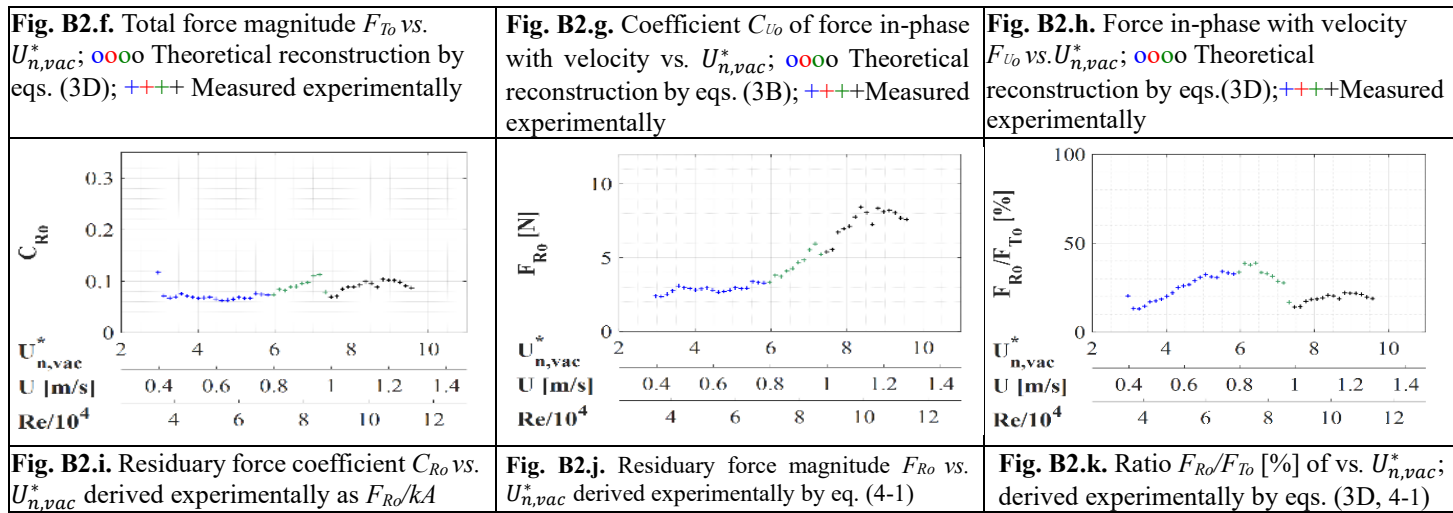 Fig. B2.f. Total force magnitude F_To vs.
U*_n,vac; oooo Theoretical reconstruction by
eqs. (3D); ++++ Measured experimentally
Fig. B2.g. Coefficient C_Uo of force in-phase
with velocity vs. U*_n,vac; oooo Theoretical
reconstruction by eqs. (3B); ++++Measured
experimentally
Fig. B2.h. Force in-phase with velocity
F_Uo vs.U*_n,vac; oooo Theoretical
reconstruction by eqs.(3D);++++Measured
experimentally
C_Ro
0.3
0.2
0.1
0
U*_n,vac 2 4 6 8 10
U [m/s] 0.4 0.6 0.8 1 1.2 1.4
Re/10^4 4 6 8 10 12
F_Ro [N]
10
5
0
U*_n,vac 2 4 6 8 10
U [m/s] 0.4 0.6 0.8 1 1.2 1.4
Re/10^4 4 6 8 10 12
F_Ro/F_To [%]
100
50
0
U*_n,vac 2 4 6 8 10
U [m/s] 0.4 0.6 0.8 1 1.2 1.4
Re/10^4 4 6 8 10 12
Fig. B2.i. Residuary force coefficient C_Ro vs.
U*_n,vac derived experimentally as F_Ro/kA
Fig. B2.j. Residuary force magnitude F_Ro vs.
U*_n,vac derived experimentally by eq. (4-1)
Fig. B2.k. Ratio F_Ro/F_To [%] of vs. U*_n,vac;
derived experimentally by eqs. (3D, 4-1)